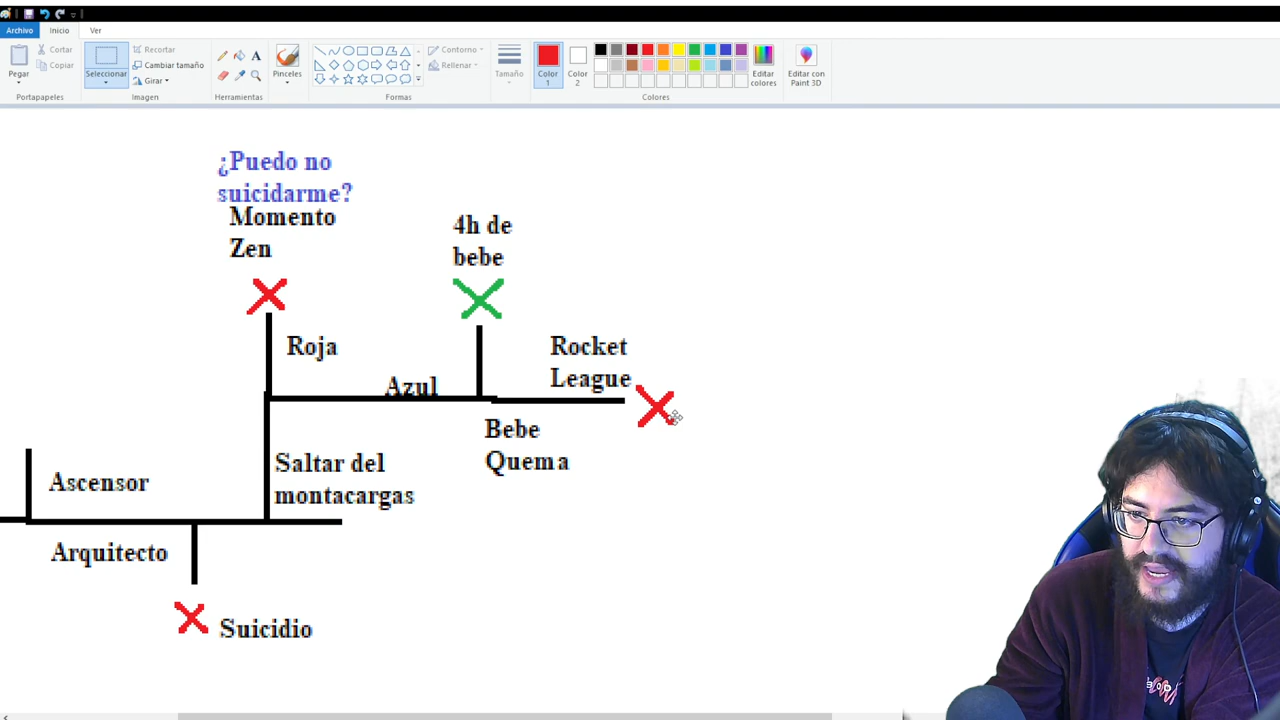 Archivo Inicio Ver
Pegar
Cortar
Copiar
Portapapeles
Seleccionar
Recortar
Cambiar tamaño
Girar
Imagen
A
Herramientas
Pinceles
Contorno
Rellenar
Formas
Tamaño
Color
1
Color
2
Editar
colores
Colores
Editar con
Paint 3D
¿Puedo no
suicidarme?
Momento
Zen
4h de
bebe
Roja
Rocket
League
Azul
Bebe
Quema
Saltar del
montacargas
Ascensor
Arquitecto
Suicidio